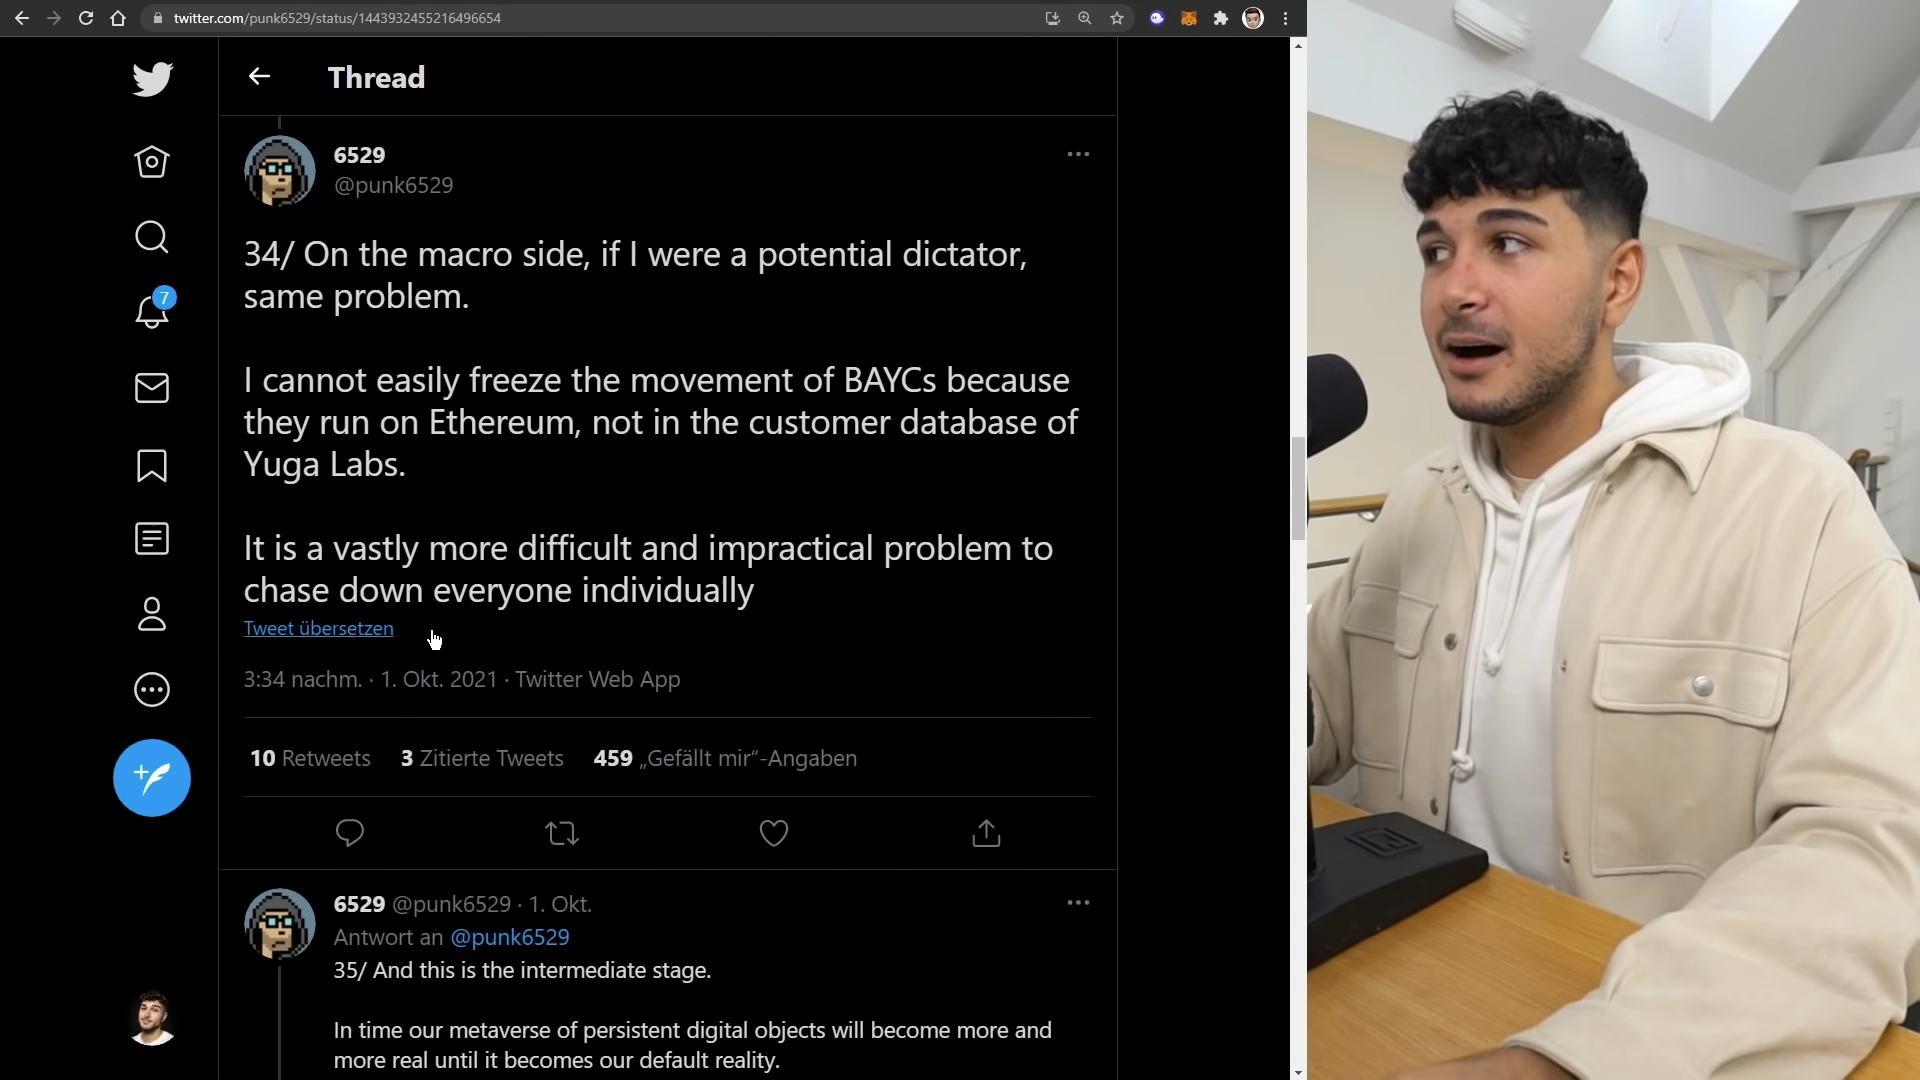 twitter.com/punk6529/status/1443932455216496654
Thread
6529
@punk6529
34/ On the macro side, if I were a potential dictator,
same problem.
I cannot easily freeze the movement of BAYCs because
they run on Ethereum, not in the customer database of
Yuga Labs.
It is a vastly more difficult and impractical problem to
chase down everyone individually
Tweet übersetzen
3:34 nachm. · 1. Okt. 2021 · Twitter Web App
10 Retweets 3 Zitierte Tweets 459 „Gefällt mir“-Angaben
7
6529 @punk6529 · 1. Okt.
Antwort an @punk6529
35/ And this is the intermediate stage.
In time our metaverse of persistent digital objects will become more and
more real until it becomes our default reality.